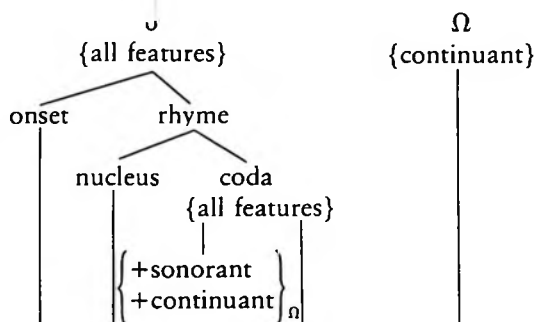 Ω
{all features} {continuant}
onset rhyme
nucleus coda
{all features}
+sonorant
+continuant
Ω